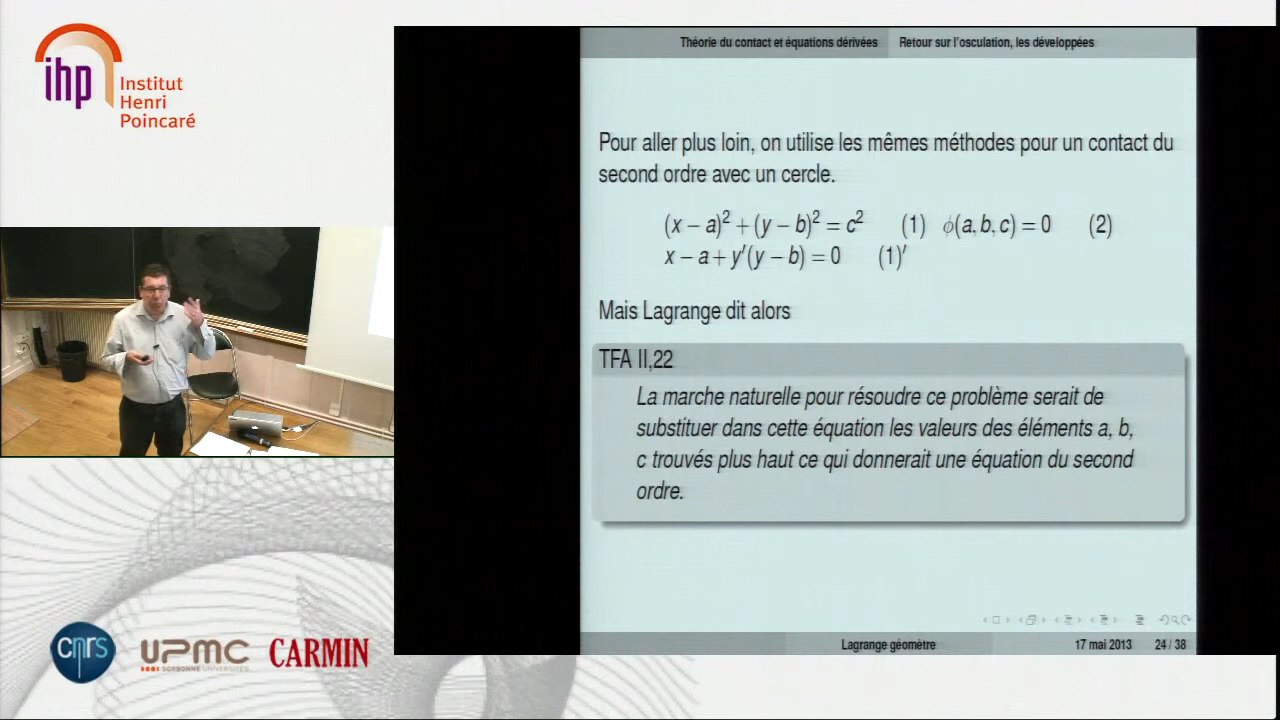 ihp Institut
Henri
Poincaré
Théorie du contact et équations dérivées Retour sur l'osculation, les développées
Pour aller plus loin, on utilise les mêmes méthodes pour un contact du
second ordre avec un cercle.
(x − a)² + (y − b)² = c² (1) ϕ(a, b, c) = 0 (2)
x − a + y′(y − b) = 0 (1)′
Mais Lagrange dit alors
TFA II,22
La marche naturelle pour résoudre ce problème serait de
substituer dans cette équation les valeurs des éléments a, b,
c trouvés plus haut ce qui donnerait une équation du second
ordre.
Lagrange géomètre 17 mai 2013 24 / 38
cnrs UPMC CARMIN
SORBONNE UNIVERSITÉS